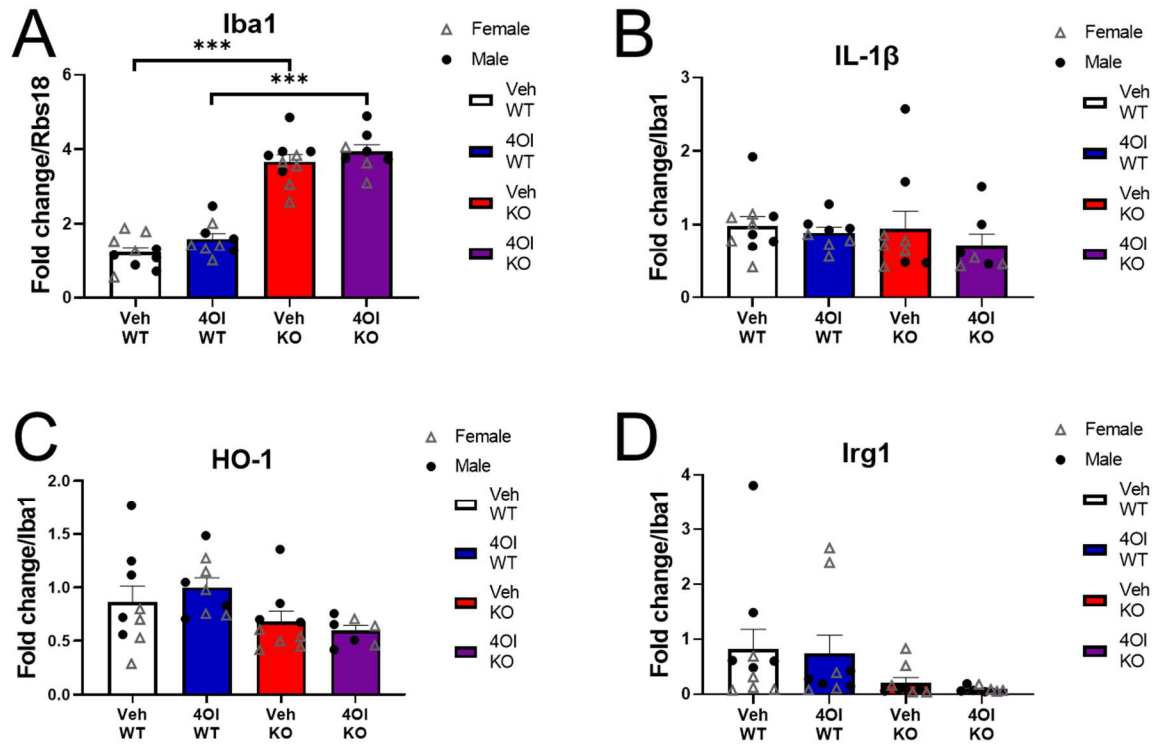 A
Iba1
***
***
Fold change/Rbs18
6
4
2
0
Veh WT
4OI WT
Veh KO
4OI KO
Female
Male
Veh
WT
4OI
WT
Veh
KO
4OI
KO
B
IL-1β
Fold change/Iba1
3
2
1
0
Veh WT
4OI WT
Veh KO
4OI KO
Female
Male
Veh
WT
4OI
WT
Veh
KO
4OI
KO
C
HO-1
Fold change/Iba1
2.0
1.5
1.0
0.5
0.0
Veh WT
4OI WT
Veh KO
4OI KO
Female
Male
Veh
WT
4OI
WT
Veh
KO
4OI
KO
D
Irg1
Fold change/Iba1
4
3
2
1
0
Veh WT
4OI WT
Veh KO
4OI KO
Female
Male
Veh
WT
4OI
WT
Veh
KO
4OI
KO